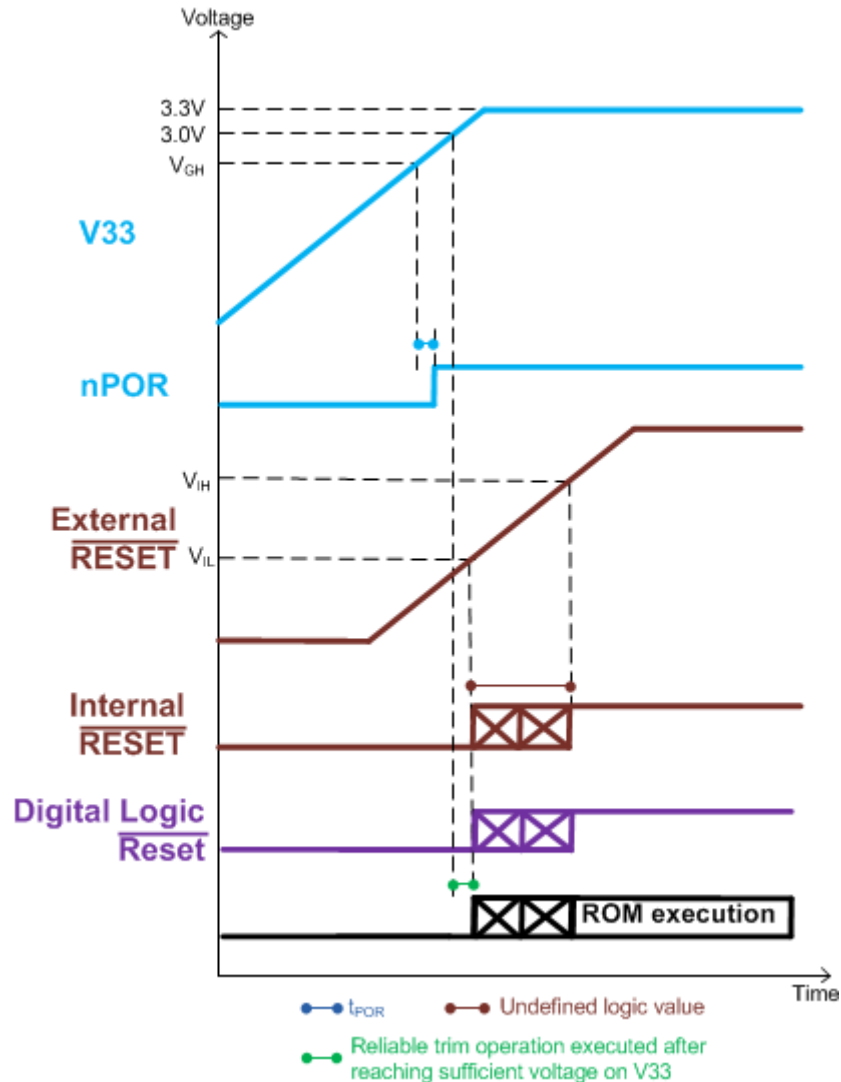 Voltage
3.3V
3.0V
VGH
V33
nPOR
VIH
External
RESET
VIL
Internal
RESET
Digital Logic
Reset
ROM execution
Time
tPOR
Undefined logic value
Reliable trim operation executed after
reaching sufficient voltage on V33